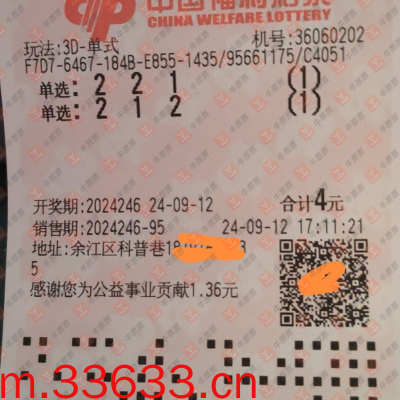 中国福利彩票
CHINA WELFARE LOTTERY
玩法:3D-单式 机号:36060202
F7D7-6467-184B-E855-1435/95661175/C4051
单选:2 2 1 (1)
单选:2 1 2 (1)
开奖期:2024246 24-09-12 合计4元
销售期:2024246-95 24-09-12 17:11:21
地址:余江区科普巷
5
感谢您为公益事业贡献1.36元
m.33633.cn